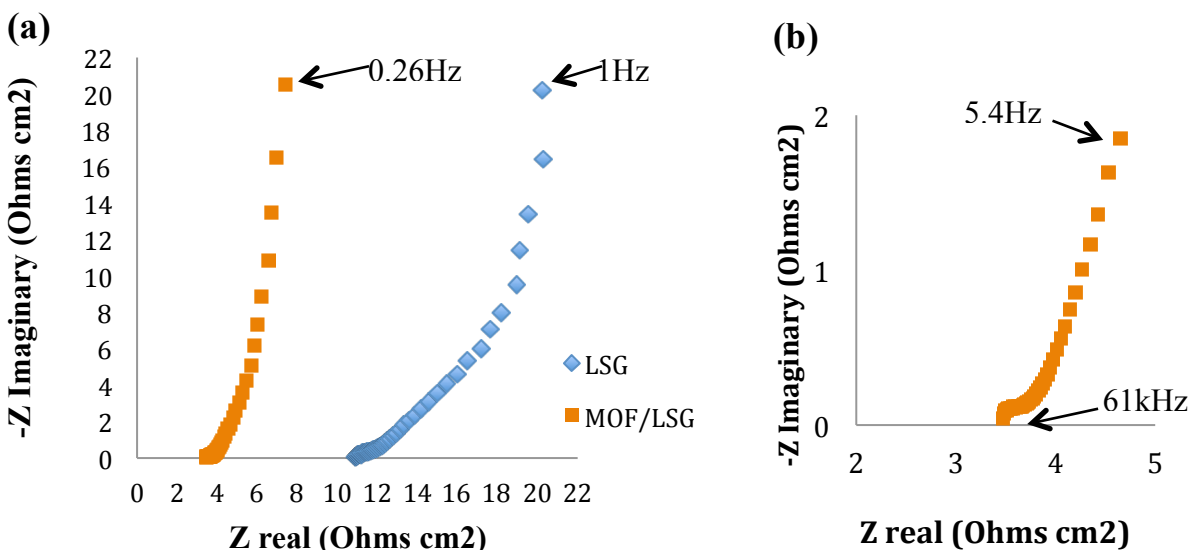 (a)
-Z Imaginary (Ohms cm2)
22
20
18
16
14
12
10
8
6
4
2
0
0 2 4 6 8 10 12 14 16 18 20 22
Z real (Ohms cm2)
0.26Hz
1Hz
LSG
MOF/LSG
(b)
-Z Imaginary (Ohms cm2)
2
1
0
2 3 4 5
Z real (Ohms cm2)
5.4Hz
61kHz